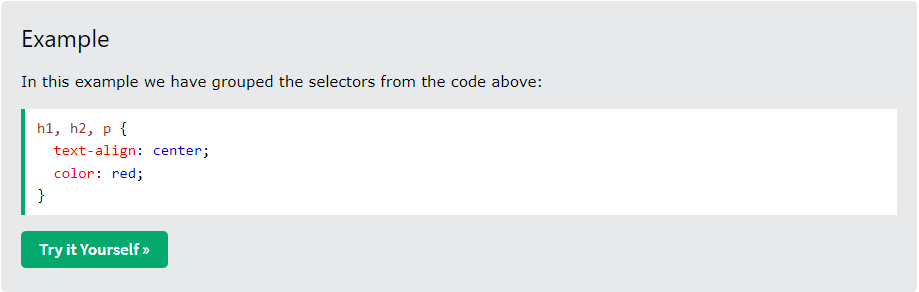 Example
In this example we have grouped the selectors from the code above:
h1, h2, p {
  text-align: center;
  color: red;
}
Try it Yourself »